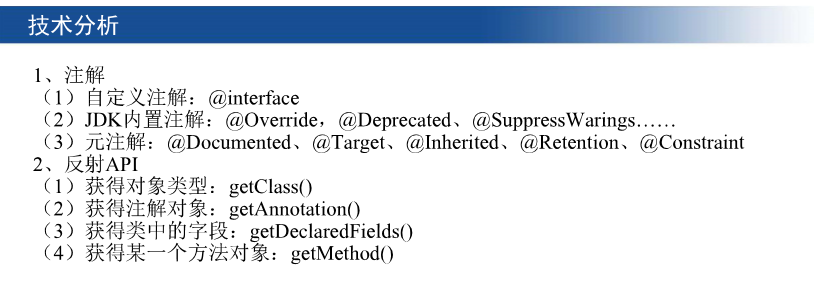 技术分析
1、注解
（1）自定义注解：@interface
（2）JDK内置注解：@Override，@Deprecated、@SuppressWarings……
（3）元注解：@Documented、@Target、@Inherited、@Retention、@Constraint
2、反射API
（1）获得对象类型：getClass()
（2）获得注解对象：getAnnotation()
（3）获得类中的字段：getDeclaredFields()
（4）获得某一个方法对象：getMethod()